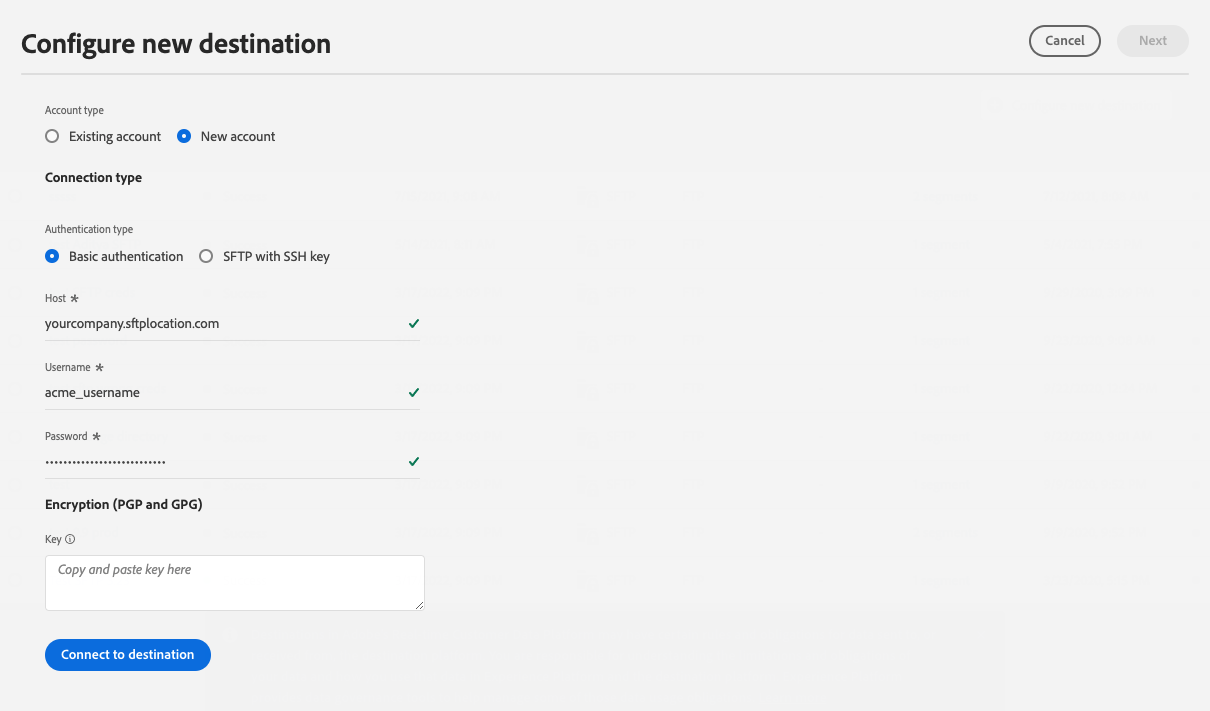 Configure new destination
Cancel
Next
Account type
Existing account
New account
Connection type
Authentication type
Basic authentication
SFTP with SSH key
Host *
yourcompany.sftplocation.com
Username *
acme_username
Password *
•••••••••••••••••••••••••••
Encryption (PGP and GPG)
Key
Copy and paste key here
Connect to destination